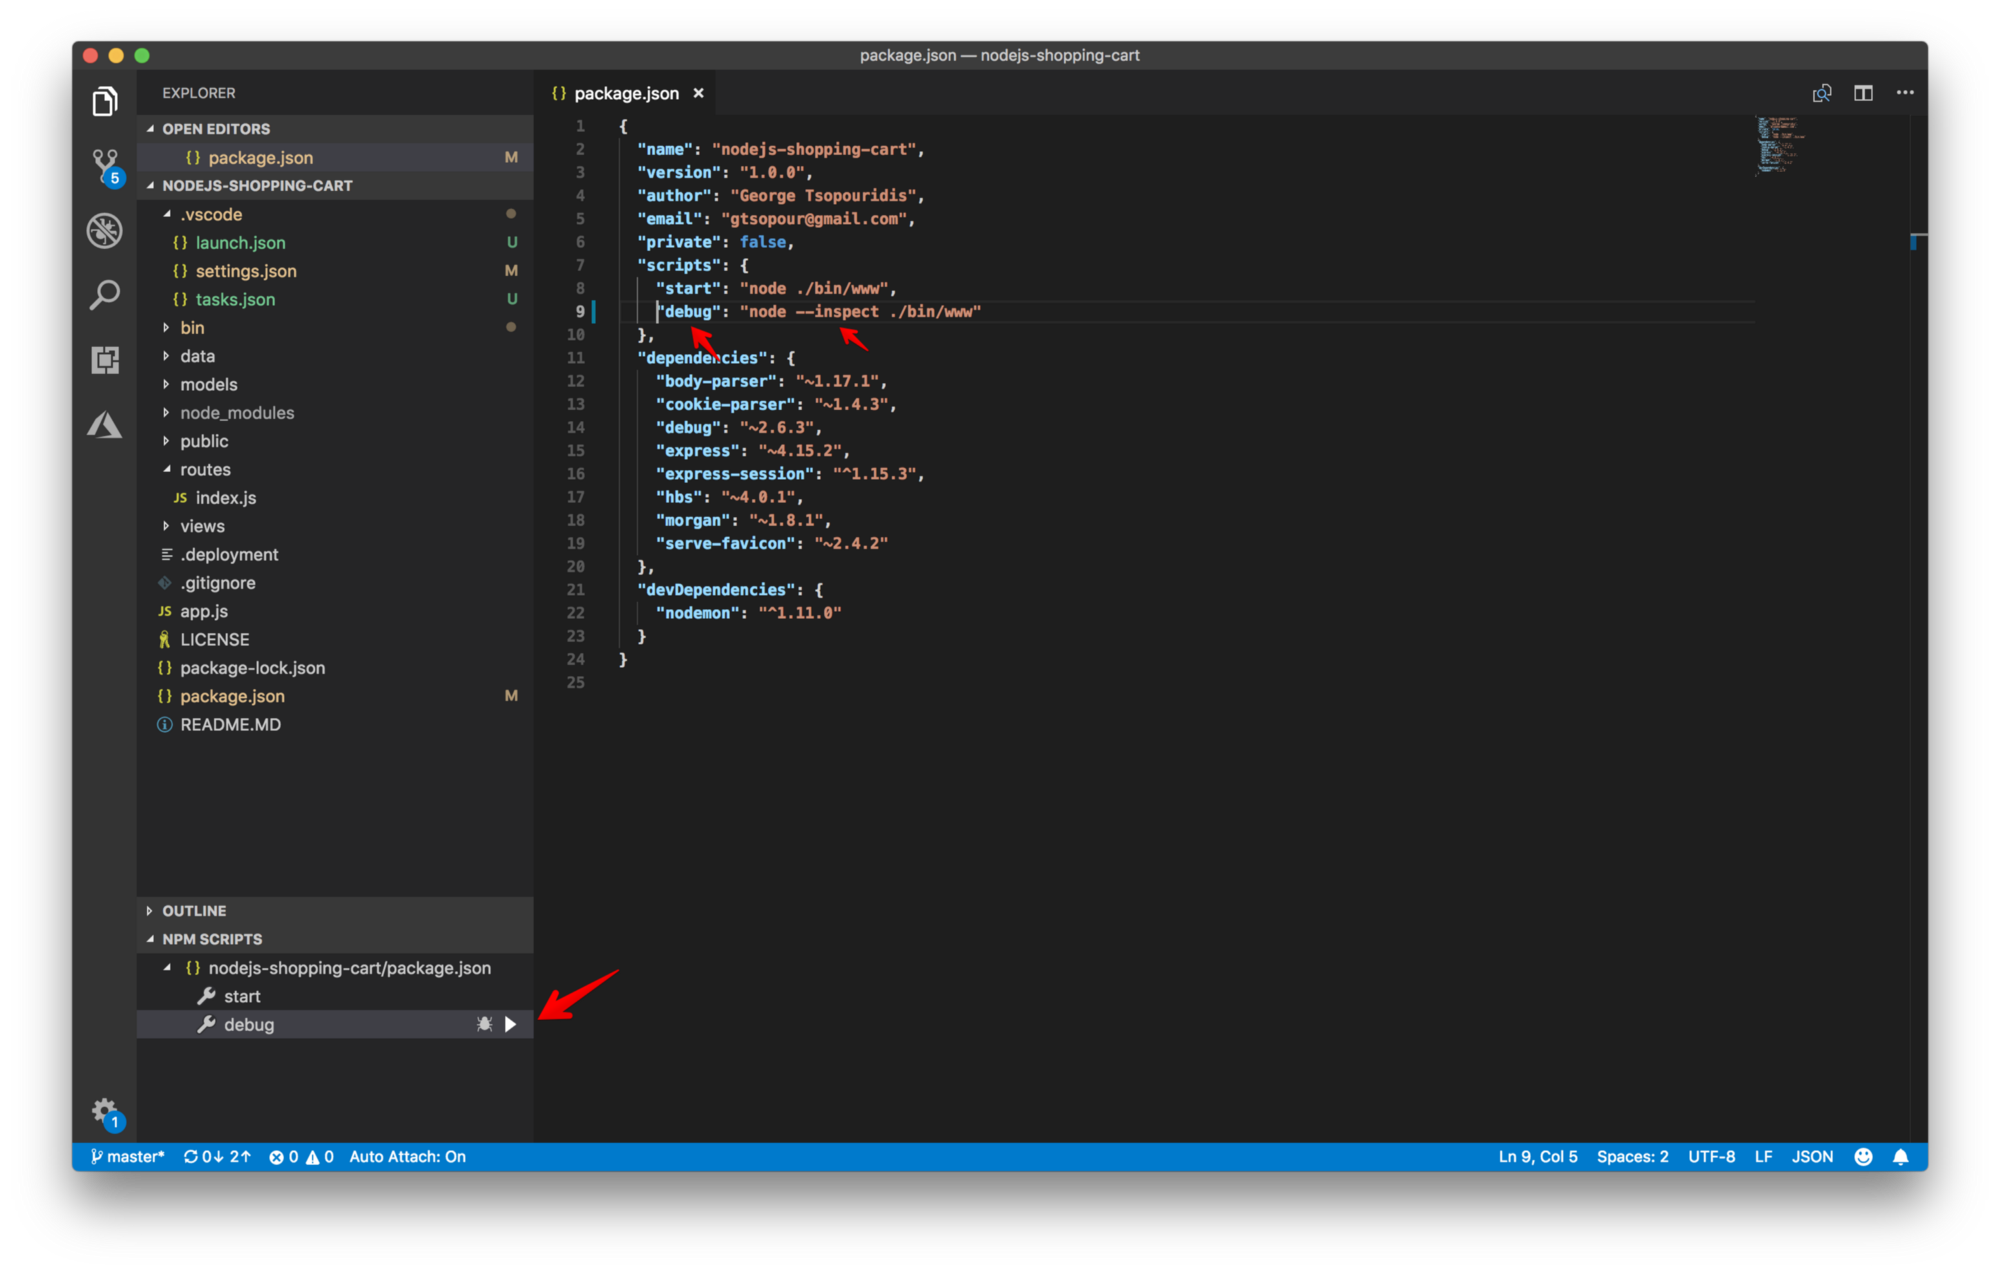 package.json — nodejs-shopping-cart
EXPLORER
OPEN EDITORS
{} package.json M
NODEJS-SHOPPING-CART
.vscode
{} launch.json U
{} settings.json M
{} tasks.json U
bin
data
models
node_modules
public
routes
JS index.js
views
.deployment
.gitignore
JS app.js
LICENSE
{} package-lock.json
{} package.json M
README.MD
OUTLINE
NPM SCRIPTS
{} nodejs-shopping-cart/package.json
start
debug
5
1
{} package.json ×
1 {
2 "name": "nodejs-shopping-cart",
3 "version": "1.0.0",
4 "author": "George Tsopouridis",
5 "email": "gtsopour@gmail.com",
6 "private": false,
7 "scripts": {
8 "start": "node ./bin/www",
9 "debug": "node --inspect ./bin/www"
10 },
11 "dependencies": {
12 "body-parser": "~1.17.1",
13 "cookie-parser": "~1.4.3",
14 "debug": "~2.6.3",
15 "express": "~4.15.2",
16 "express-session": "^1.15.3",
17 "hbs": "~4.0.1",
18 "morgan": "~1.8.1",
19 "serve-favicon": "~2.4.2"
20 },
21 "devDependencies": {
22 "nodemon": "^1.11.0"
23 }
24 }
25
master* 0↓ 2↑ 0 0 Auto Attach: On Ln 9, Col 5 Spaces: 2 UTF-8 LF JSON